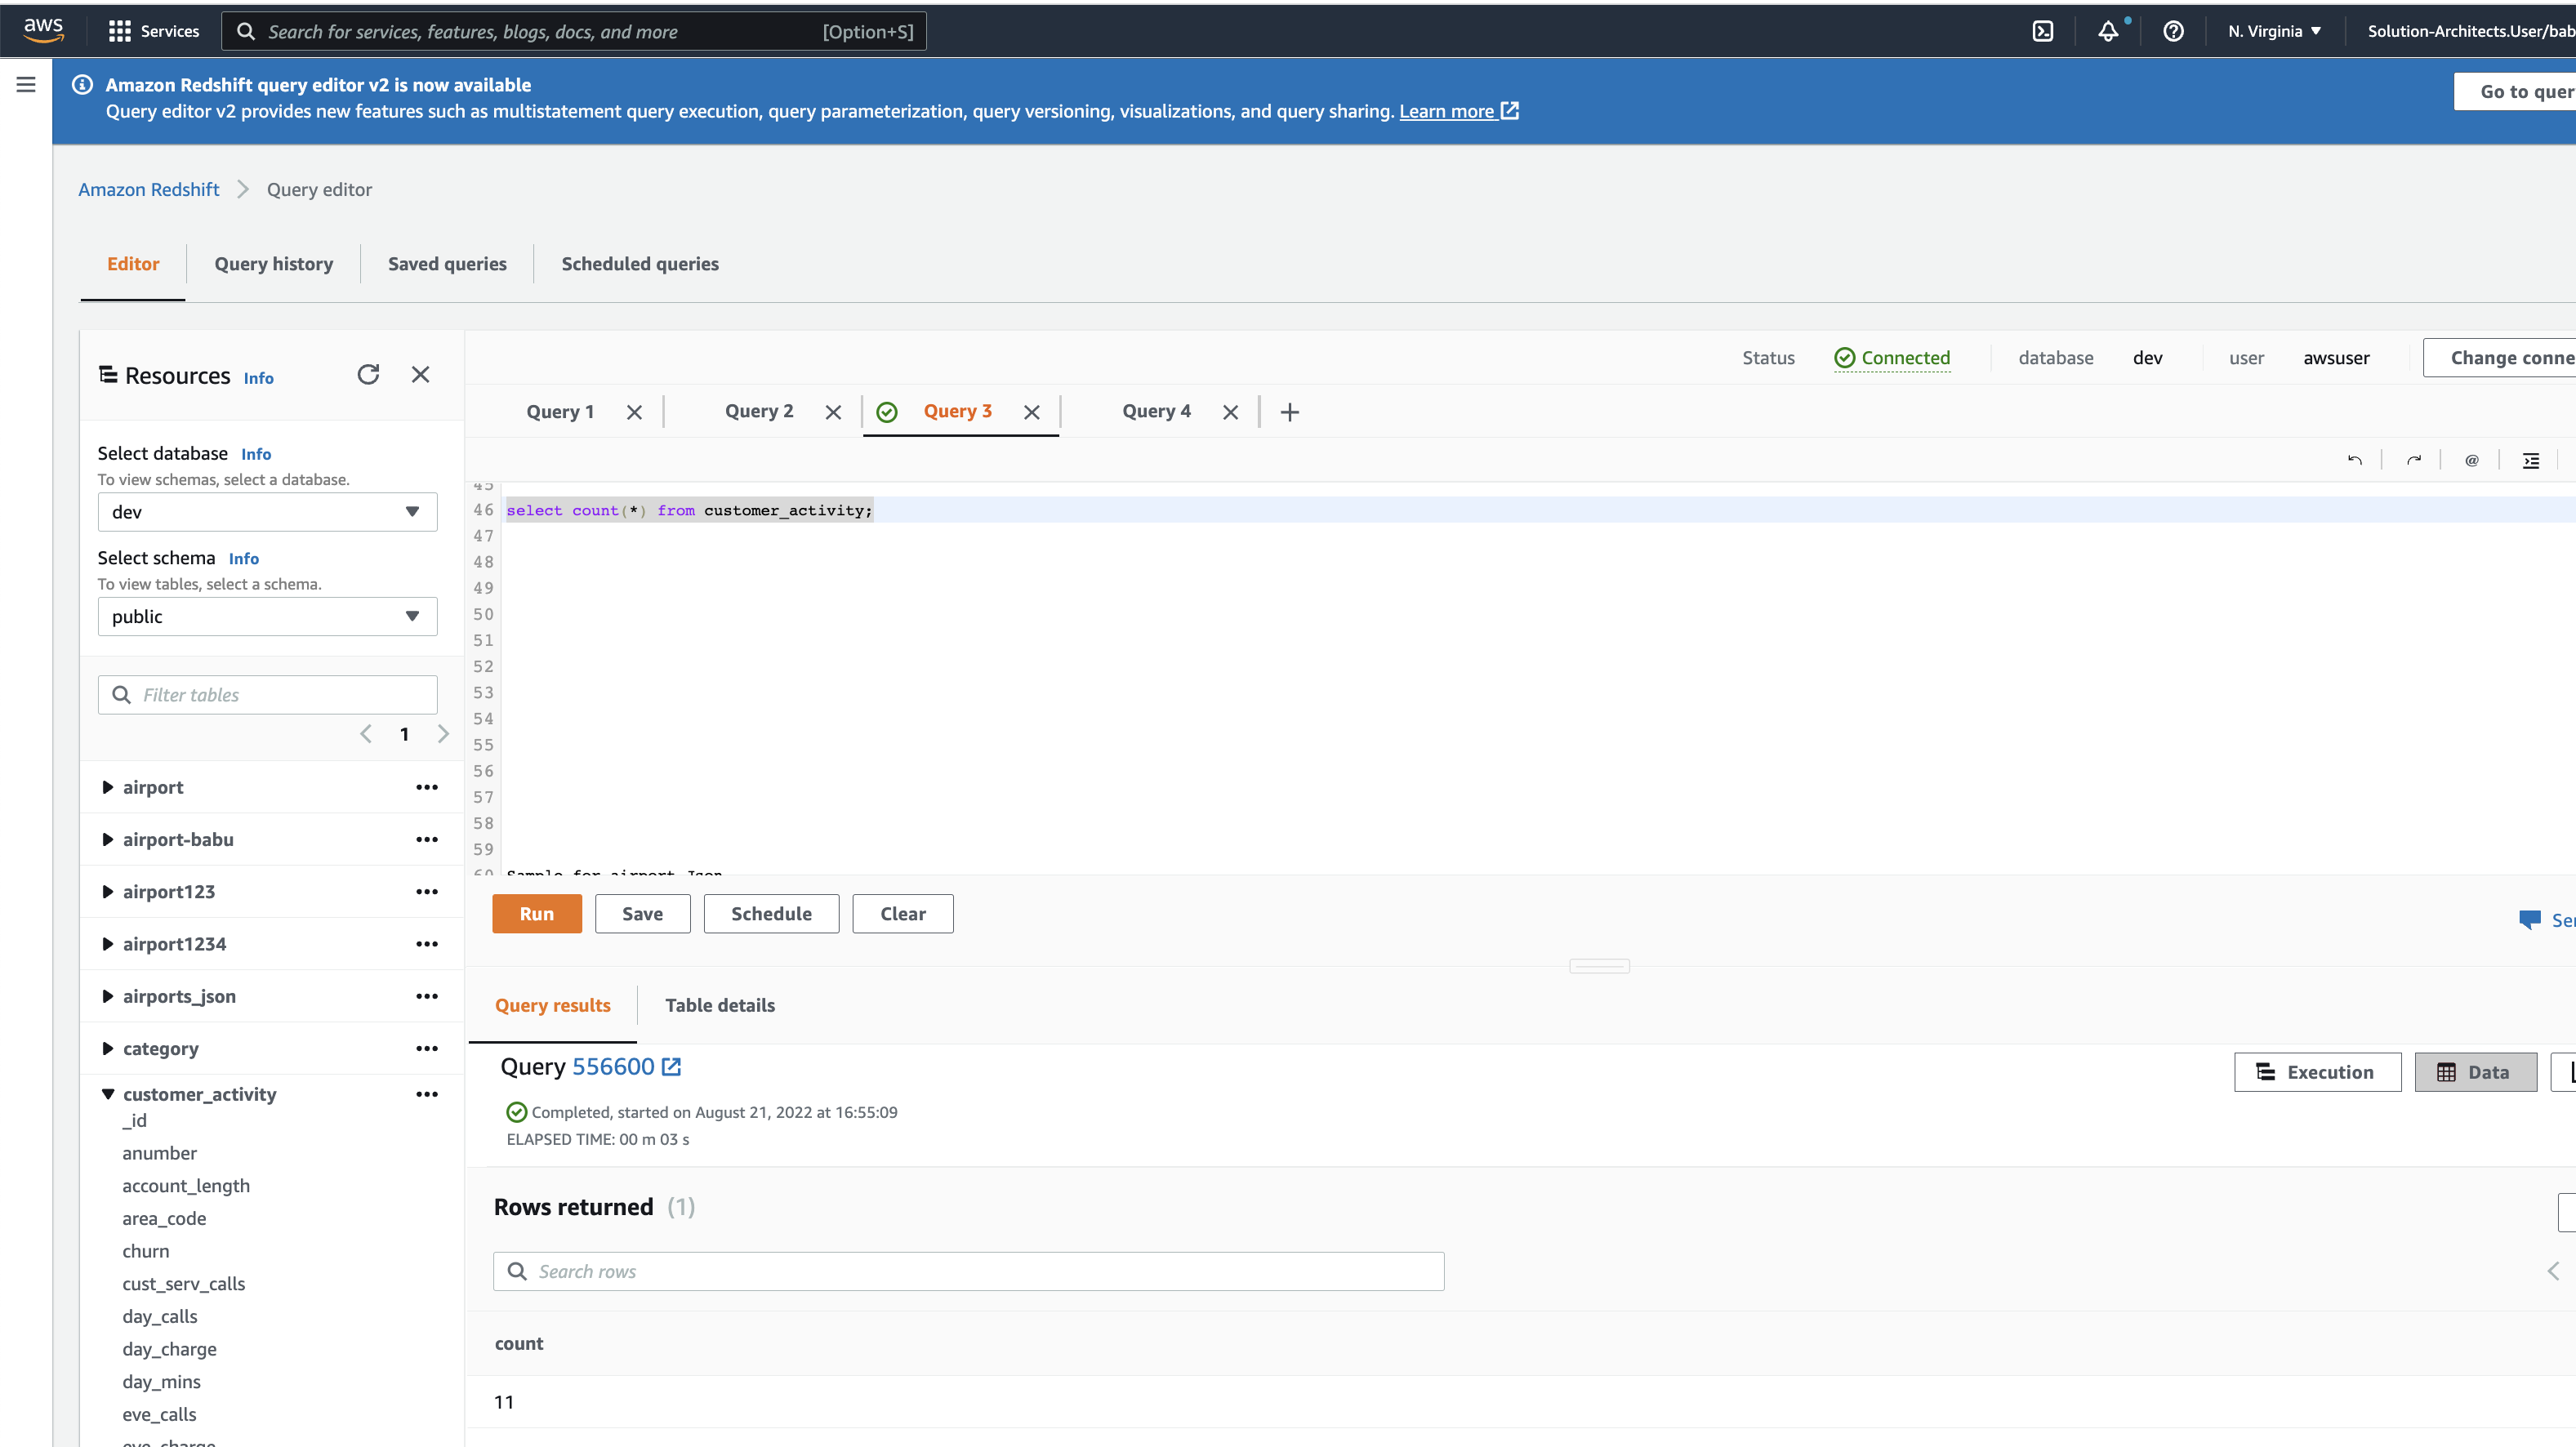 aws
Services
Search for services, features, blogs, docs, and more [Option+S]
N. Virginia
Solution-Architects.User/bab
Amazon Redshift query editor v2 is now available
Query editor v2 provides new features such as multistatement query execution, query parameterization, query versioning, visualizations, and query sharing. Learn more
Go to quer
Amazon Redshift > Query editor
Editor
Query history
Saved queries
Scheduled queries
Resources Info
Status Connected database dev user awsuser Change conne
Query 1
Query 2
Query 3
Query 4
Select database Info
To view schemas, select a database.
dev
Select schema Info
To view tables, select a schema.
public
Filter tables
1
airport
airport-babu
airport123
airport1234
airports_json
category
customer_activity
_id
anumber
account_length
area_code
churn
cust_serv_calls
day_calls
day_charge
day_mins
eve_calls
eve_charge
@
45
46 select count(*) from customer_activity;
47
48
49
50
51
52
53
54
55
56
57
58
59
60 Sample for airport Json
Run
Save
Schedule
Clear
Ser
Query results
Table details
Query 556600
Execution
Data
Completed, started on August 21, 2022 at 16:55:09
ELAPSED TIME: 00 m 03 s
Rows returned (1)
Search rows
count
11